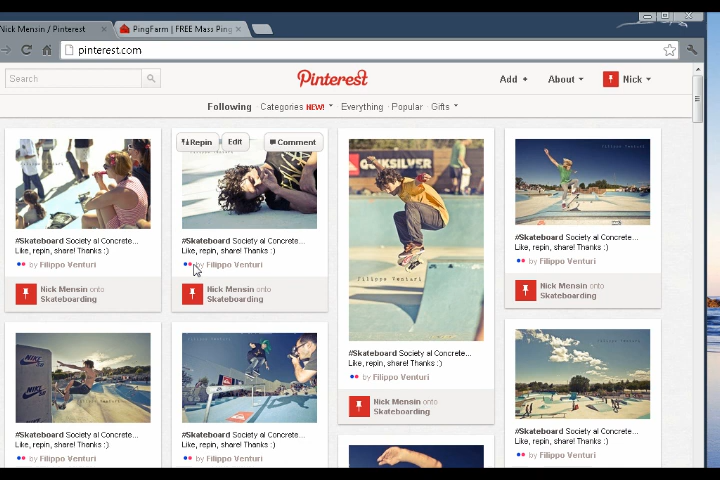 Nick Mensin / Pinterest
PingFarm | FREE Mass Ping
pinterest.com
Search
Pinterest
Add +
About
Nick
Following
Categories NEW!
Everything
Popular
Gifts
Repin
Edit
Comment
#Skateboard Society al Concrete...
Like, repin, share! Thanks :)
by Filippo Venturi
Nick Mensin onto
Skateboarding
#Skateboard Society al Concrete...
Like, repin, share! Thanks :)
by Filippo Venturi
Nick Mensin onto
Skateboarding
QUIKSILVER
Filippo Venturi
#Skateboard Society al Concrete...
Like, repin, share! Thanks :)
by Filippo Venturi
Nick Mensin onto
Skateboarding
#Skateboard Society al Concrete...
Like, repin, share! Thanks :)
by Filippo Venturi
Nick Mensin onto
Skateboarding
NIKE
#Skateboard Society al Concrete...
Like, repin, share! Thanks :)
by Filippo Venturi
#Skateboard Society al Concrete...
Like, repin, share! Thanks :)
by Filippo Venturi
#Skateboard Society al Concrete...
Like, repin, share! Thanks :)
by Filippo Venturi